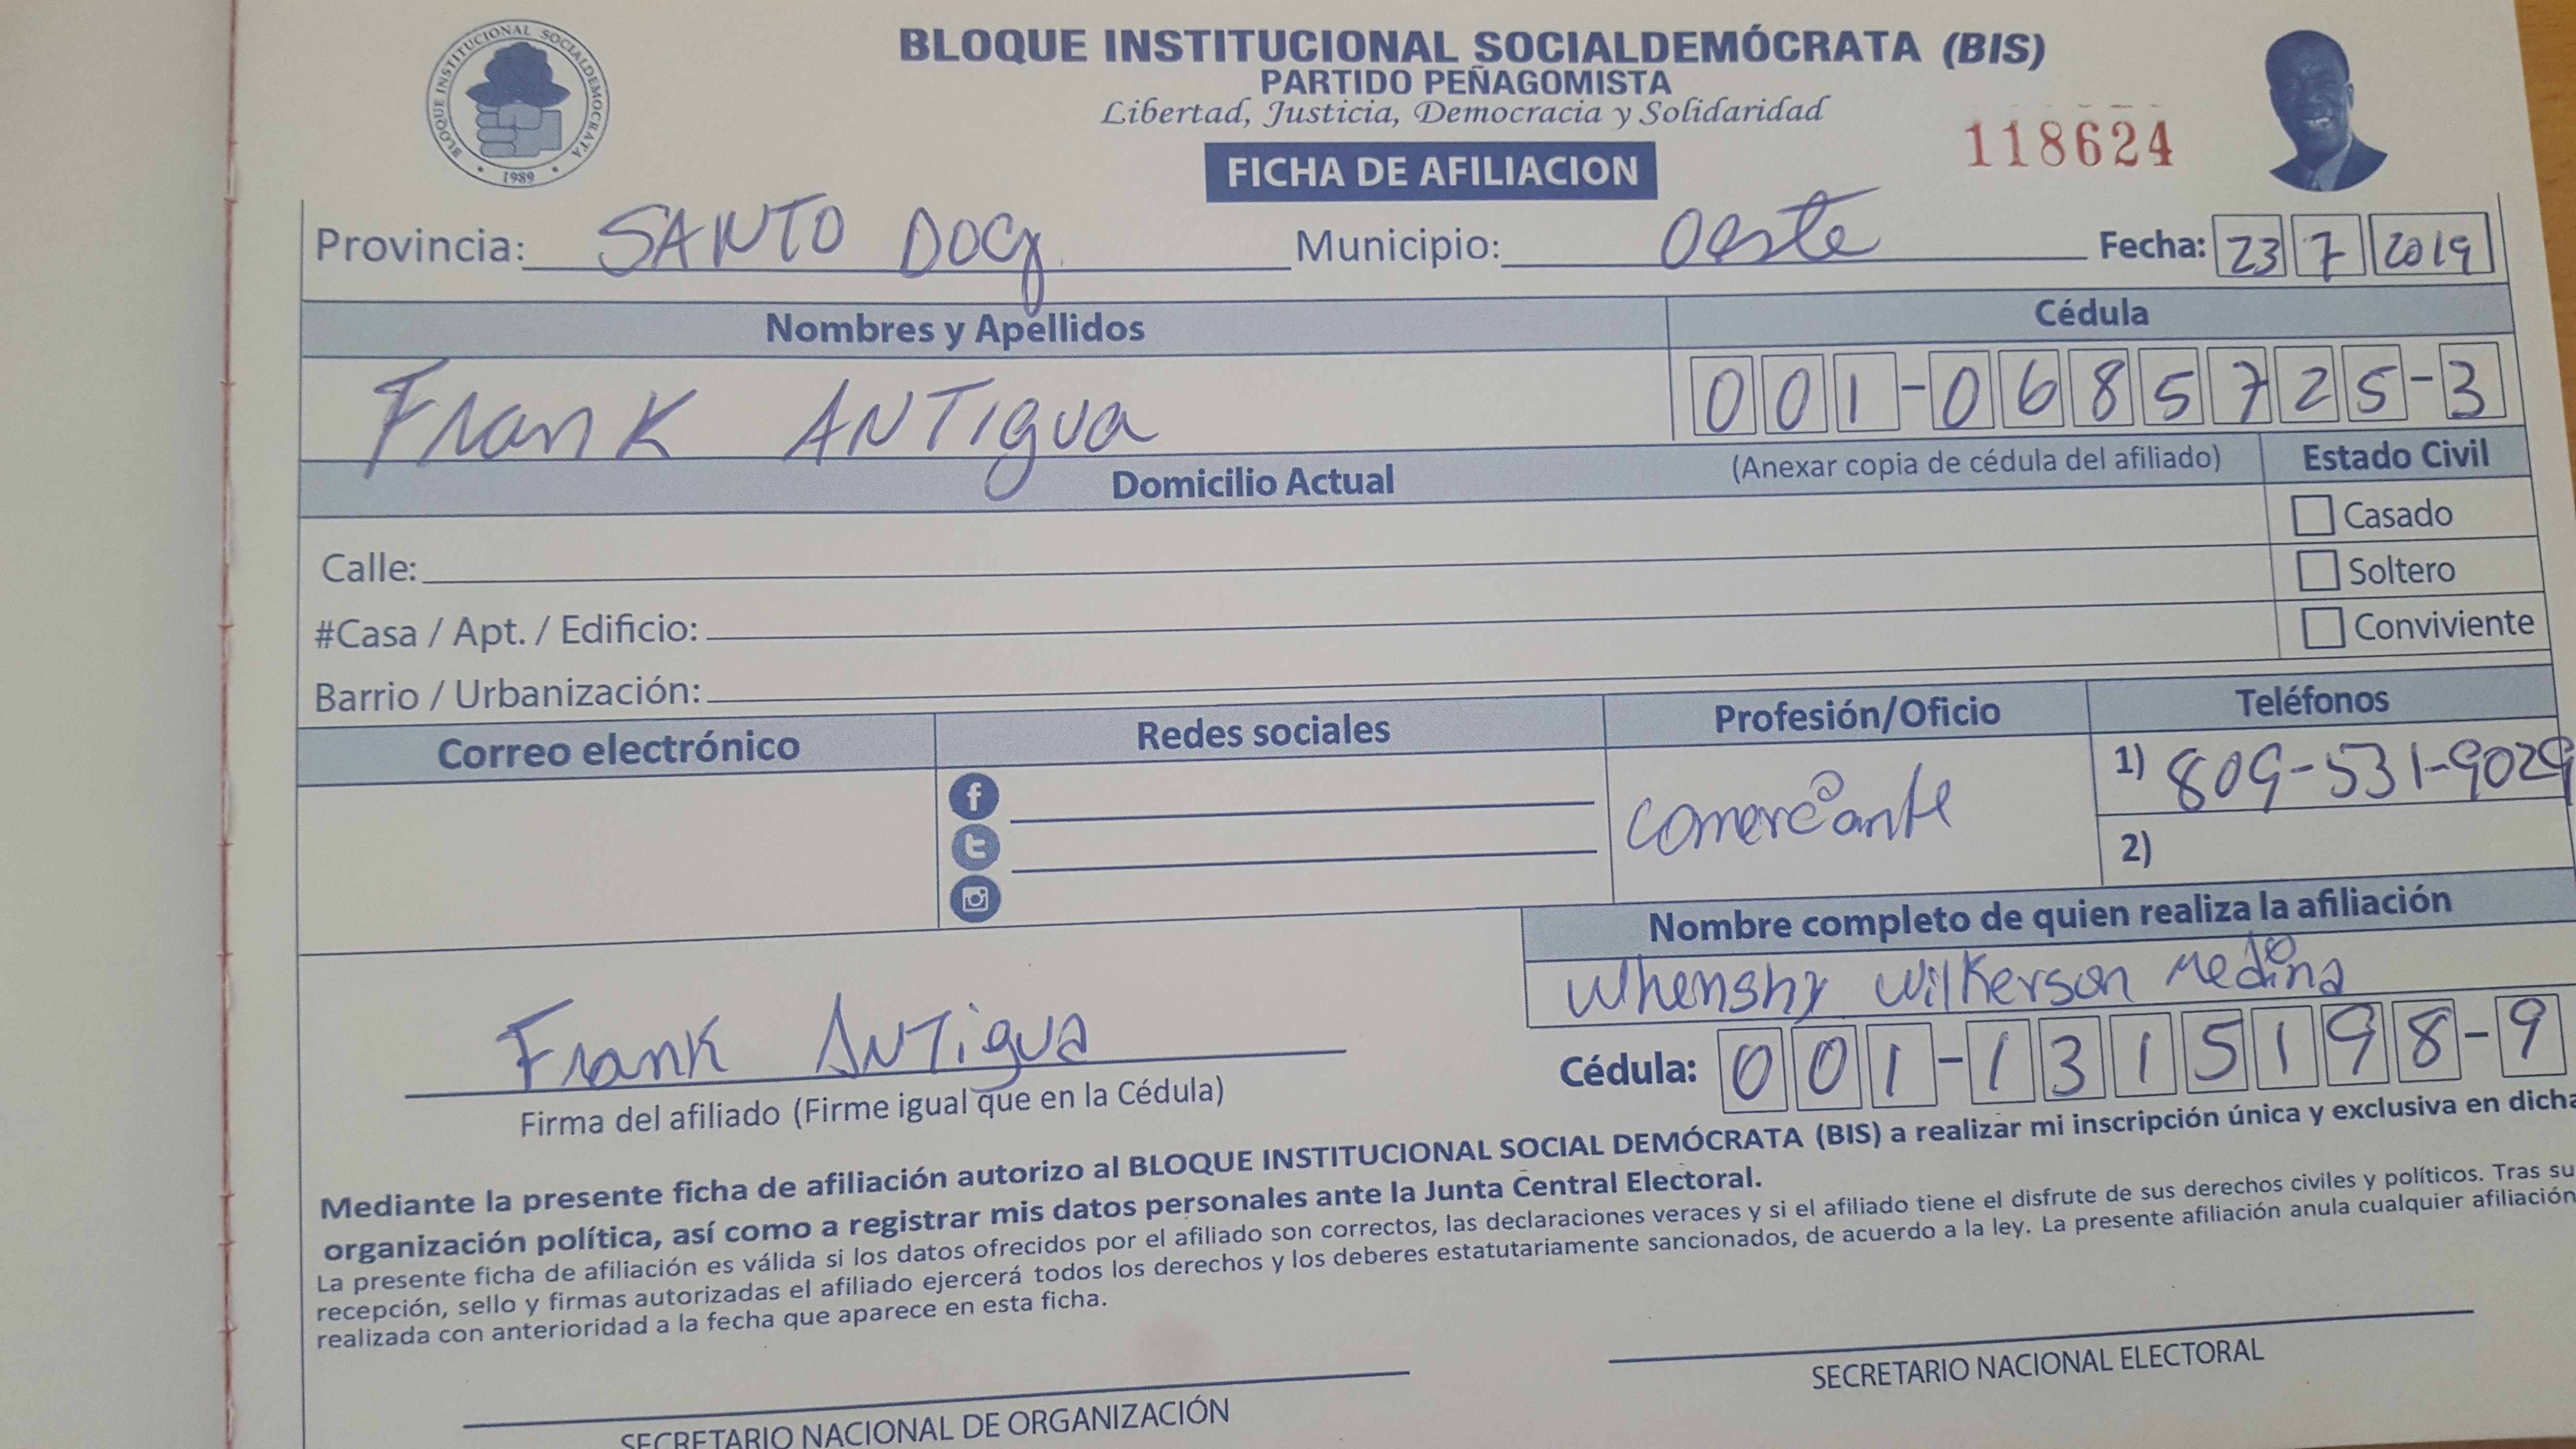 BLOQUE INSTITUCIONAL SOCIALDEMOCRATA
1989
BLOQUE INSTITUCIONAL SOCIALDEMÓCRATA (BIS)
PARTIDO PEÑAGOMISTA
Libertad, Justicia, Democracia y Solidaridad
118624
FICHA DE AFILIACION
Provincia: SANTO DOG Municipio: Oeste Fecha: 23 7 2019
Nombres y Apellidos Cédula
Frank ANTigua 001-0685725-3
Domicilio Actual (Anexar copia de cédula del afiliado) Estado Civil
Casado
Calle:
Soltero
#Casa / Apt. / Edificio:
Conviviente
Barrio / Urbanización:
Correo electrónico Redes sociales Profesión/Oficio Teléfonos
1) 809-531-9029
comerciante
2)
Nombre completo de quien realiza la afiliación
Whenshy Wilkerson Medina
Frank ANTigua
Cédula: 001-1315198-9
Firma del afiliado (Firme igual que en la Cédula)
Mediante la presente ficha de afiliación autorizo al BLOQUE INSTITUCIONAL SOCIAL DEMÓCRATA (BIS) a realizar mi inscripción única y exclusiva en dicha
organización política, así como a registrar mis datos personales ante la Junta Central Electoral.
La presente ficha de afiliación es válida si los datos ofrecidos por el afiliado son correctos, las declaraciones veraces y si el afiliado tiene el disfrute de sus derechos civiles y políticos. Tras su
recepción, sello y firmas autorizadas el afiliado ejercerá todos los derechos y los deberes estatutariamente sancionados, de acuerdo a la ley. La presente afiliación anula cualquier afiliación
realizada con anterioridad a la fecha que aparece en esta ficha.
SECRETARIO NACIONAL DE ORGANIZACIÓN SECRETARIO NACIONAL ELECTORAL